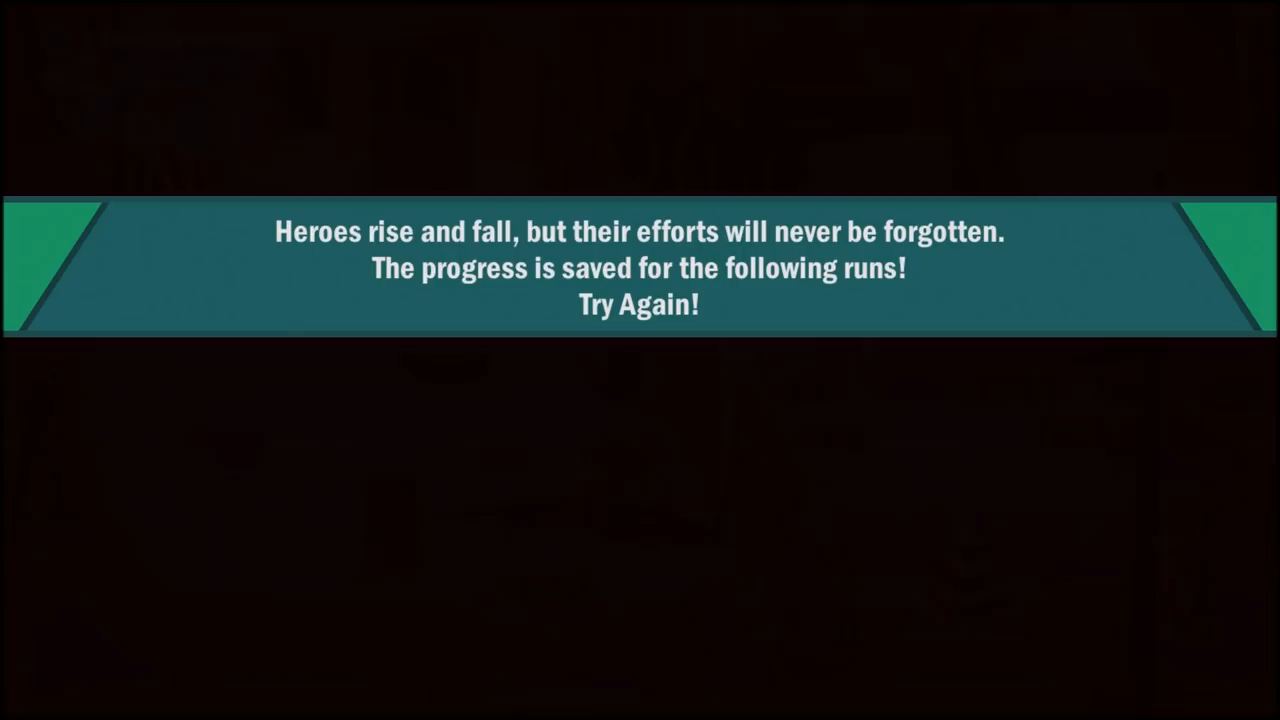 Heroes rise and fall, but their efforts will never be forgotten.
The progress is saved for the following runs!
Try Again!